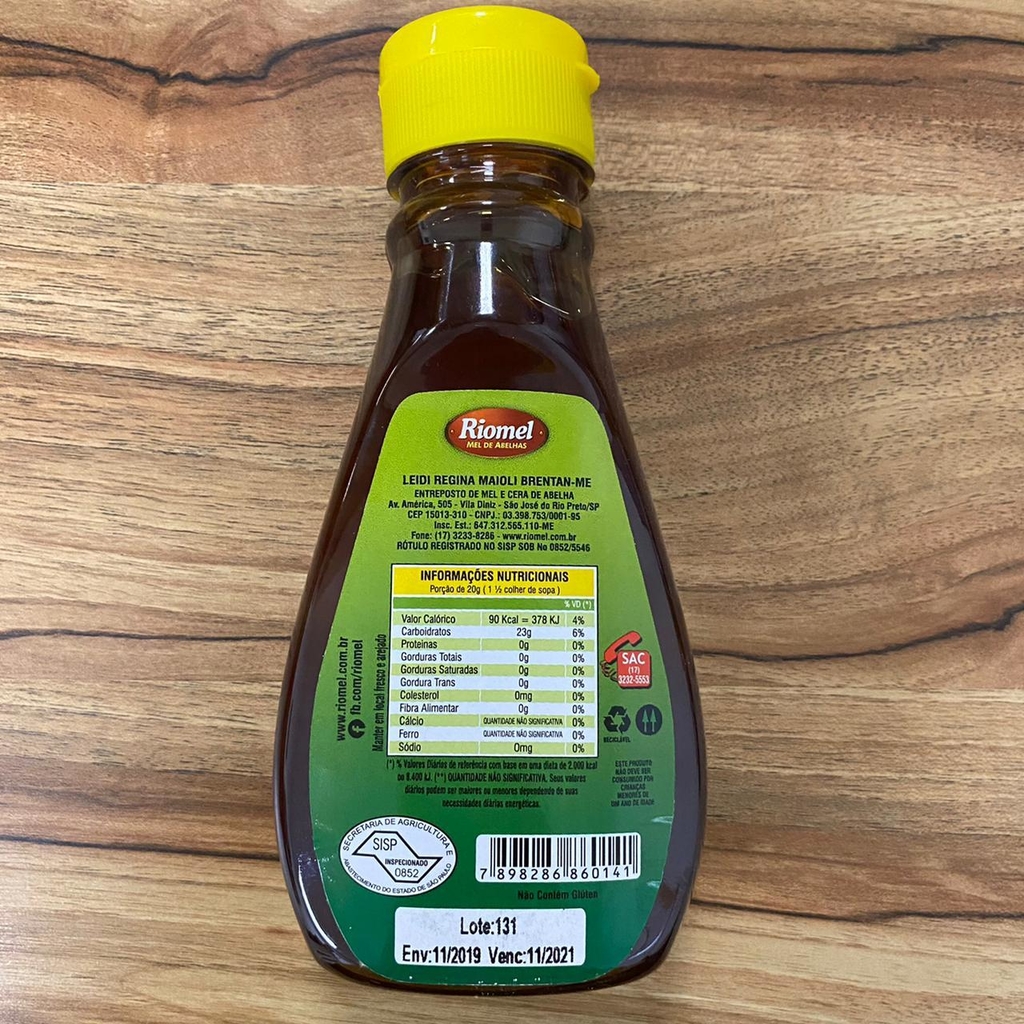 Riomel
MEL DE ABELHAS
LEIDI REGINA MAIOLI BRENTAN-ME
ENTREPOSTO DE MEL E CERA DE ABELHA
Av. América, 505 - Vila Diniz - São José do Rio Preto/SP
CEP 15013-310 - CNPJ.: 03.398.753/0001-95
Insc. Est.: 647.312.565.110-ME
Fone: (17) 3233-8286 - www.riomel.com.br
RÓTULO REGISTRADO NO SISP SOB No 0852/5546
INFORMAÇÕES NUTRICIONAIS
Porção de 20g ( 1 ½ colher de sopa )
% VD (*)
Valor Calórico 90 Kcal = 378 KJ 4%
Carboidratos 23g 6%
Proteinas 0g 0%
Gorduras Totais 0g 0%
Gorduras Saturadas 0g 0%
Gordura Trans 0g 0%
Colesterol 0mg 0%
Fibra Alimentar 0g 0%
Cálcio QUANTIDADE NÃO SIGNIFICATIVA 0%
Ferro QUANTIDADE NÃO SIGNIFICATIVA 0%
Sódio 0mg 0%
(*) % Valores Diários de referência com base em uma dieta de 2.000 kcal
ou 8.400 kJ. (**) QUANTIDADE NÃO SIGNIFICATIVA. Seus valores
diários podem ser maiores ou menores dependendo de suas
necessidades diárias energéticas.
www.riomel.com.br
fb.com/riomel
Manter em local fresco e arejado
SAC
(17)
3232-5553
RECICLÁVEL
ESTE PRODUTO
NÃO DEVE SER
CONSUMIDO POR
CRIANÇAS
MENORES DE
UM ANO DE IDADE
SECRETARIA DE AGRICULTURA E
SISP
INSPECIONADO
0852
ABASTECIMENTO DO ESTADO DE SÃO PAULO
7 898286 860141
Não Contém Glúten
Lote:131
Env:11/2019 Venc:11/2021